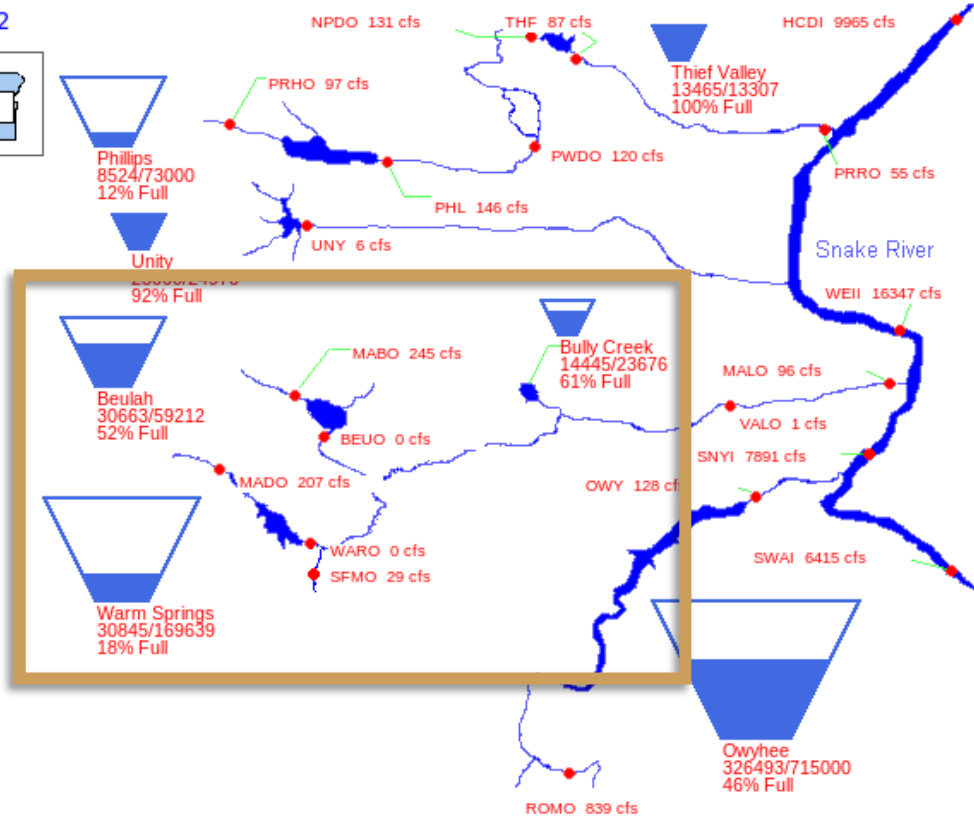 2
NPDO 131 cfs
THF 87 cfs
HCDI 9965 cfs
Thief Valley
13465/13307
100% Full
PRHO 97 cfs
Phillips
8524/73000
12% Full
PWDO 120 cfs
PRRO 55 cfs
PHL 146 cfs
UNY 6 cfs
Snake River
Unity
92% Full
WEII 16347 cfs
Bully Creek
14445/23676
61% Full
MABO 245 cfs
MALO 96 cfs
Beulah
30663/59212
52% Full
BEUO 0 cfs
VALO 1 cfs
SNYI 7891 cfs
MADO 207 cfs
OWY 128 cfs
WARO 0 cfs
SFMO 29 cfs
SWAI 6415 cfs
Warm Springs
30845/169639
18% Full
Owyhee
326493/715000
46% Full
ROMO 839 cfs